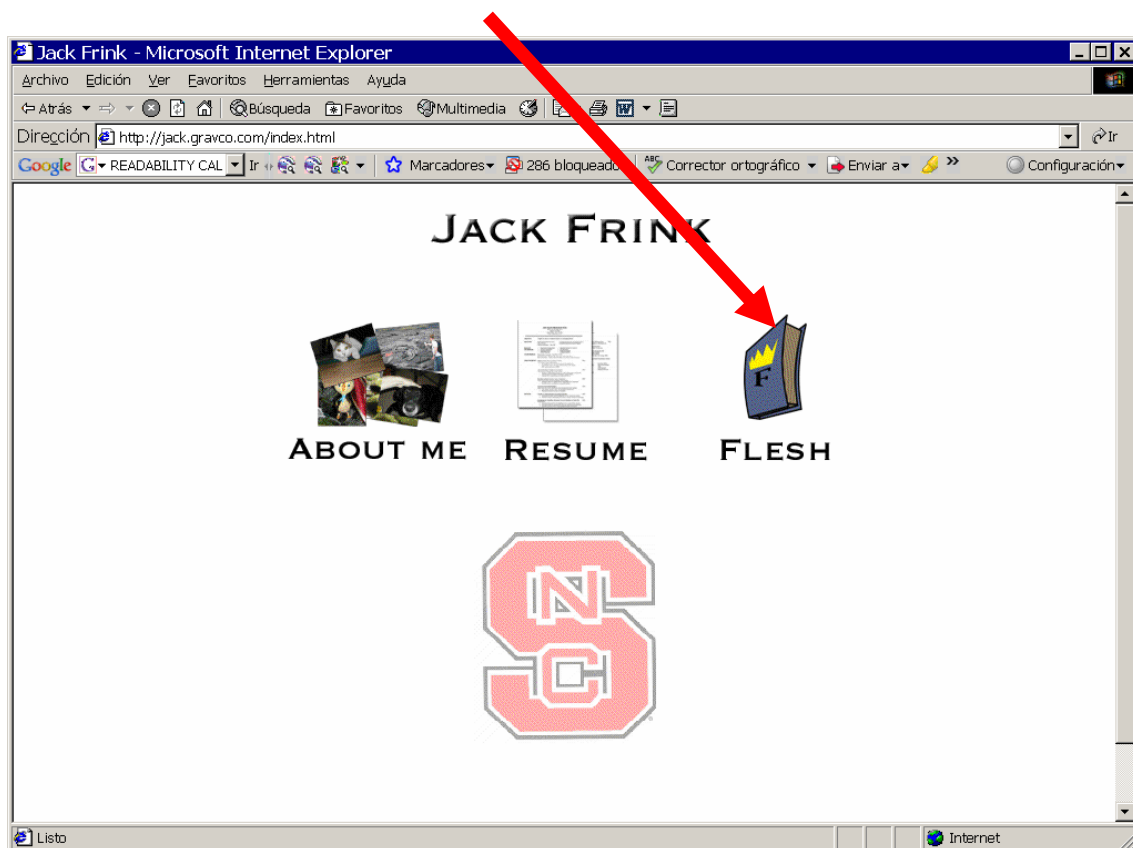 Jack Frink - Microsoft Internet Explorer
Archivo Edición Ver Favoritos Herramientas Ayuda
Atrás Búsqueda Favoritos Multimedia
Dirección http://jack.gravco.com/index.html Ir
Google G READABILITY CAL Ir Marcadores 286 bloqueado ABC Corrector ortográfico Enviar a » Configuración
JACK FRINK
F
ABOUT ME RESUME FLESH
S
N
C
Listo Internet